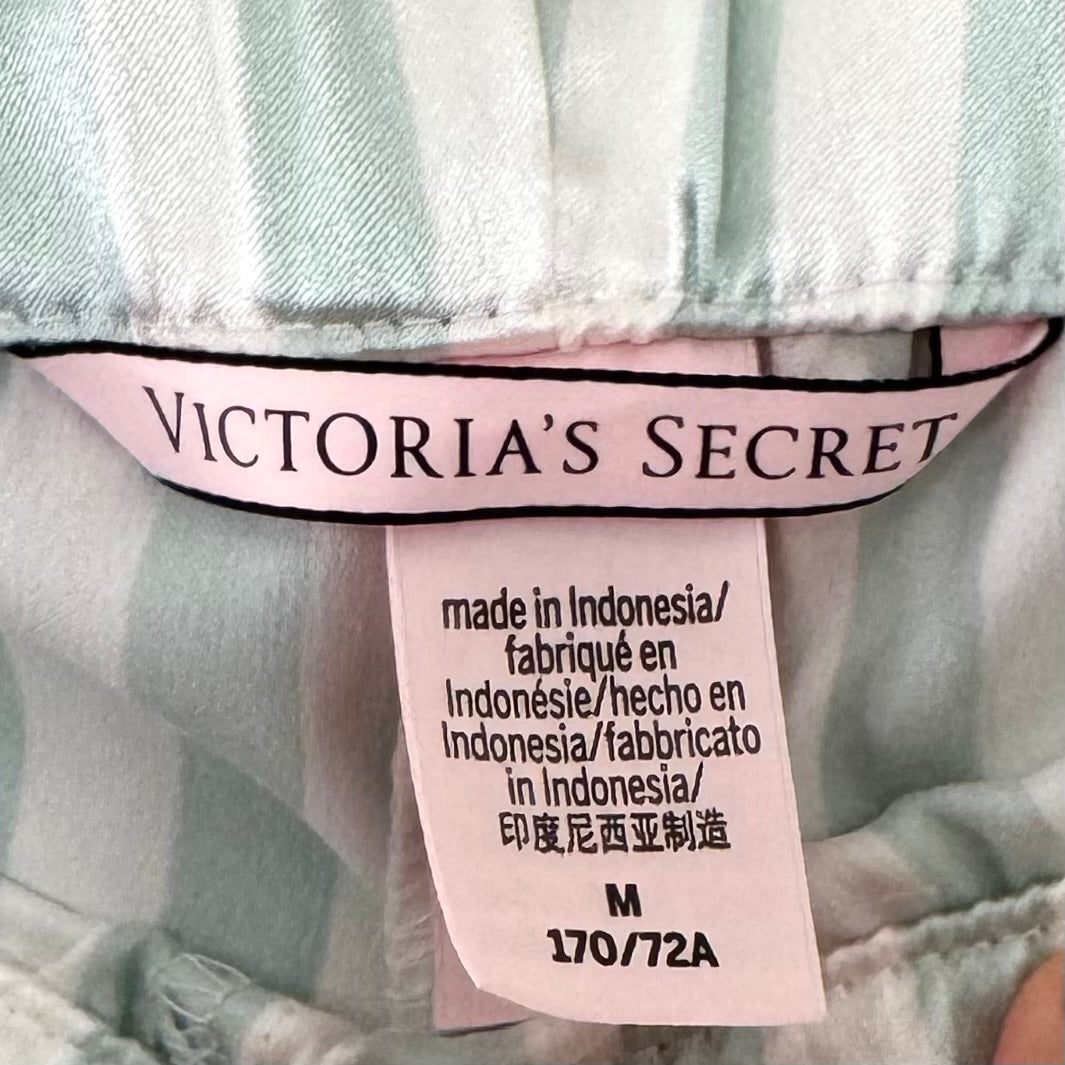 VICTORIA'S SECRET
made in Indonesia/
fabriqué en
Indonésie/hecho en
Indonesia/fabbricato
in Indonesia/
印度尼西亚制造
M
170/72A